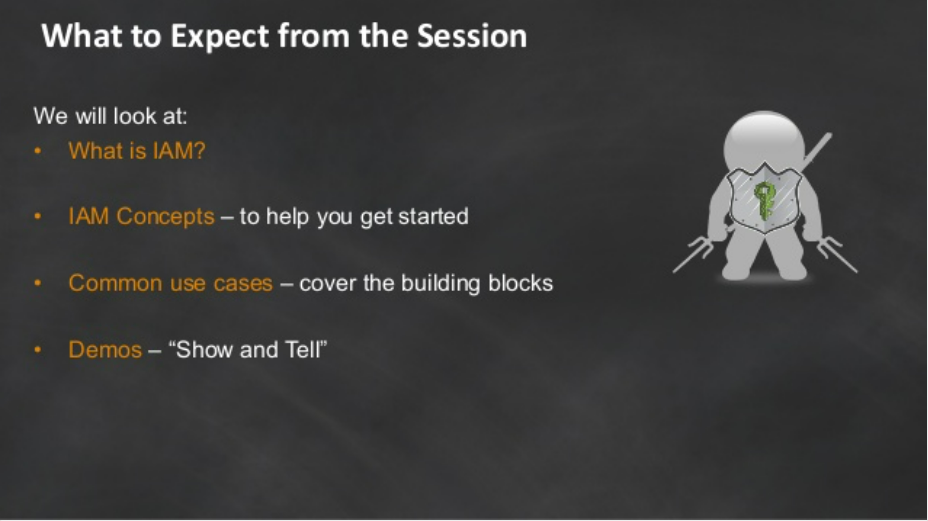 What to Expect from the Session
We will look at:
• What is IAM?
• IAM Concepts – to help you get started
• Common use cases – cover the building blocks
• Demos – “Show and Tell”